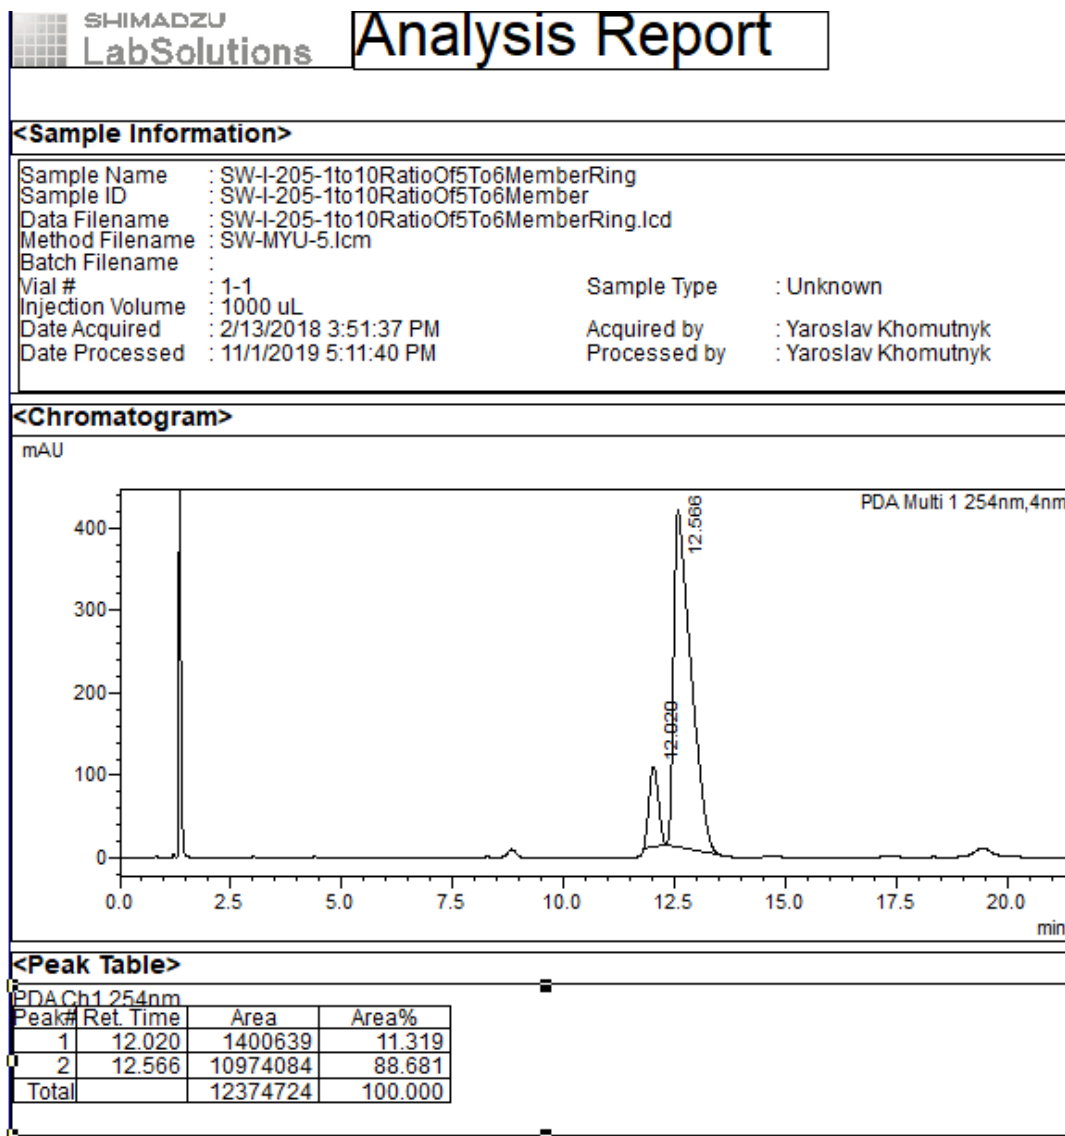 SHIMADZU
LabSolutions
Analysis Report
<Sample Information>
Sample Name : SW-I-205-1to10RatioOf5To6MemberRing
Sample ID : SW-I-205-1to10RatioOf5To6Member
Data Filename : SW-I-205-1to10RatioOf5To6MemberRing.lcd
Method Filename : SW-MYU-5.lcm
Batch Filename :
Vial # : 1-1 Sample Type : Unknown
Injection Volume : 1000 uL
Date Acquired : 2/13/2018 3:51:37 PM Acquired by : Yaroslav Khomutnyk
Date Processed : 11/1/2019 5:11:40 PM Processed by : Yaroslav Khomutnyk
<Chromatogram>
mAU
PDA Multi 1 254nm,4nm
12.566
12.020
400
300
200
100
0
0.0 2.5 5.0 7.5 10.0 12.5 15.0 17.5 20.0
min
<Peak Table>
PDA Ch1 254nm
Peak# Ret. Time Area Area%
1 12.020 1400639 11.319
2 12.566 10974084 88.681
Total 12374724 100.000